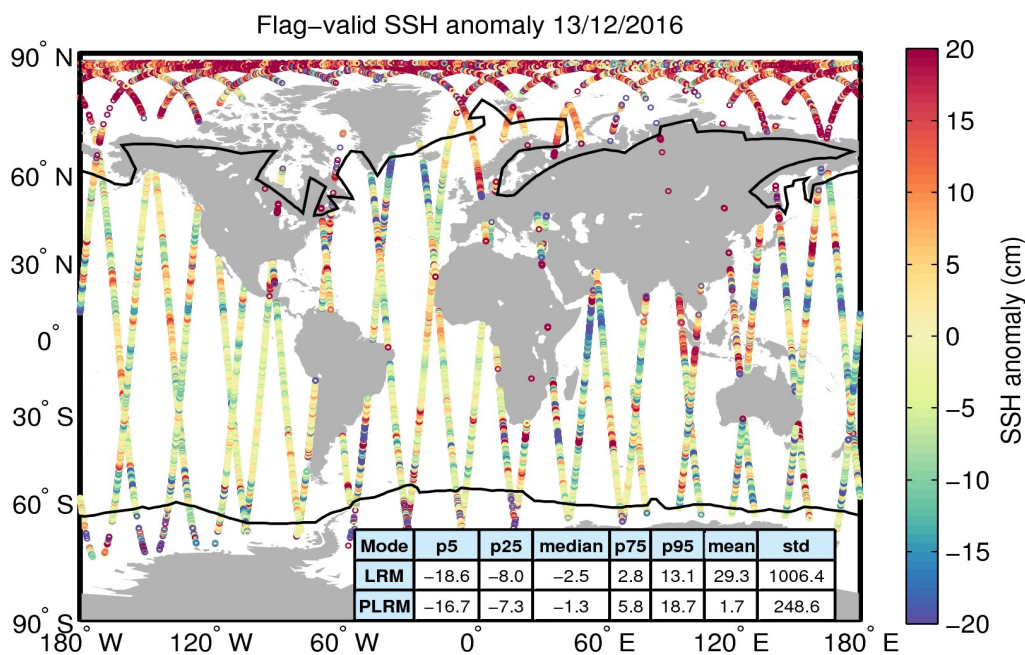 Flag−valid SSH anomaly 13/12/2016
90° N
60° N
30° N
0°
30° S
60° S
90° S
180° W 120° W 60° W 0° 60° E 120° E 180° E
Mode p5 p25 median p75 p95 mean std
LRM −18.6 −8.0 −2.5 2.8 13.1 29.3 1006.4
PLRM −16.7 −7.3 −1.3 5.8 18.7 1.7 248.6
20
15
10
5
0
−5
−10
−15
−20
SSH anomaly (cm)